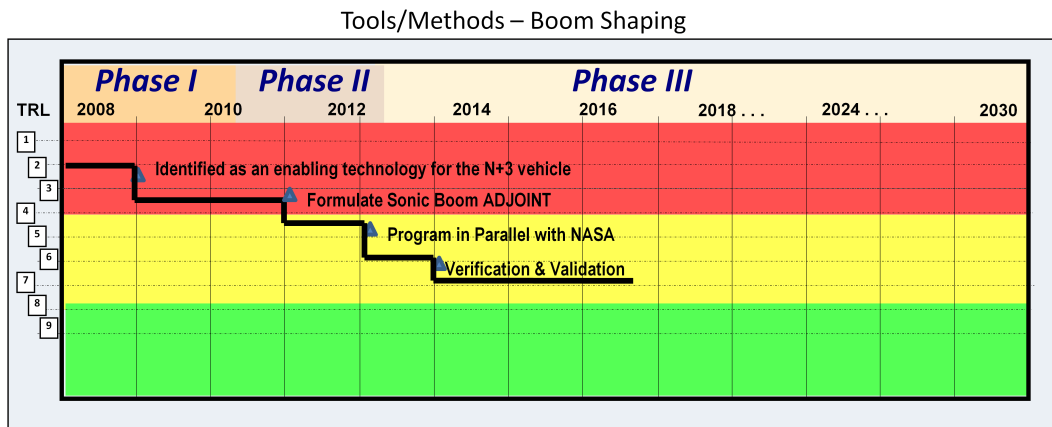 Tools/Methods – Boom Shaping
Phase I Phase II Phase III
TRL 2008 2010 2012 2014 2016 2018 . . . 2024 . . . 2030
1
2 Identified as an enabling technology for the N+3 vehicle
3 Formulate Sonic Boom ADJOINT
4
5 Program in Parallel with NASA
6 Verification & Validation
7
8
9